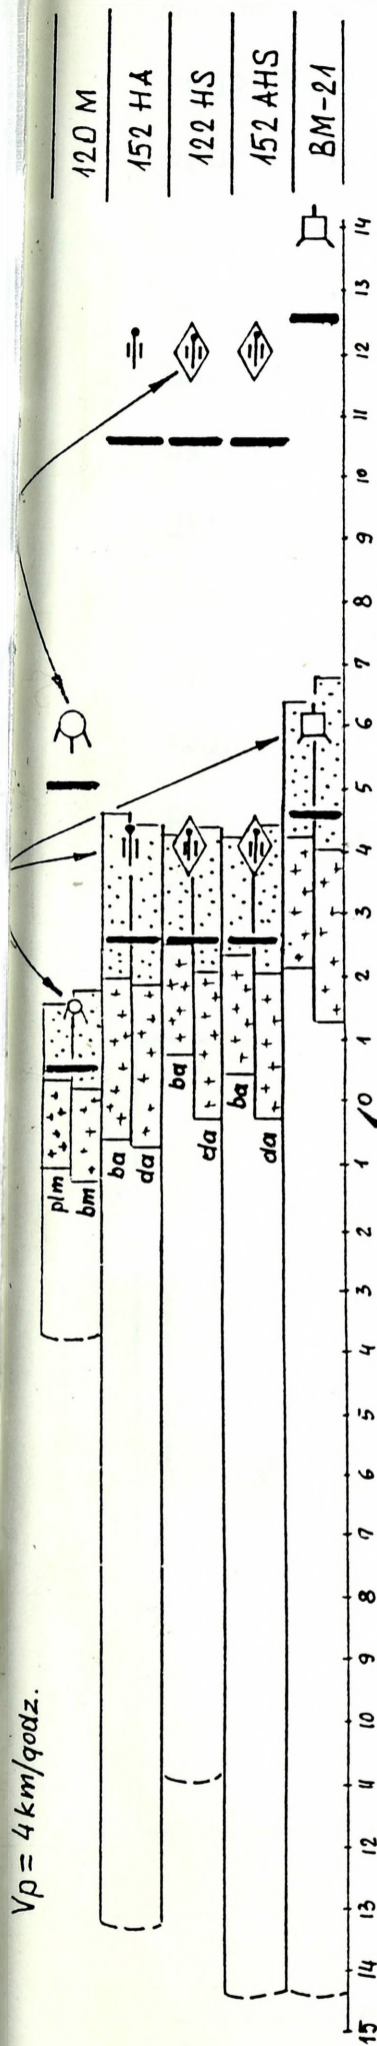 Vp = 4 km/godz.
120 M
152 HA
122 HS
152 AHS
BM-21
plm
bm
ba
da
ba
da
ba
da
15 14 13 12 11 10 9 8 7 6 5 4 3 2 1 0 1 2 3 4 5 6 7 8 9 10 11 12 13 14